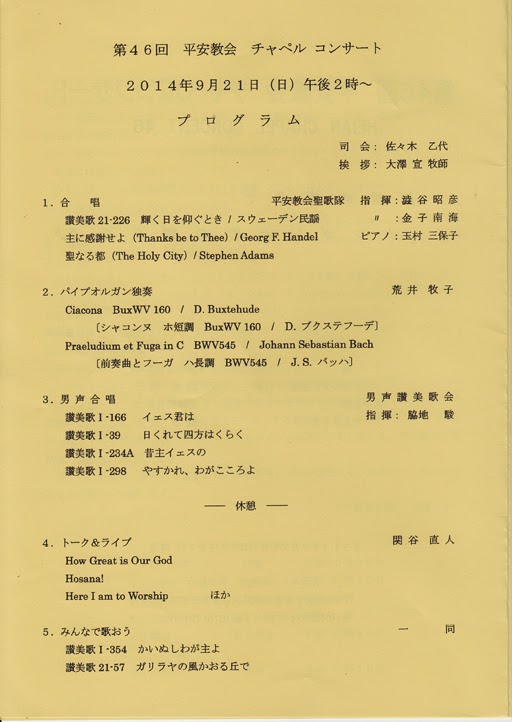 第46回 平安教会 チャペル コンサート
2014年9月21日(日)午後2時～
プログラム
司 会: 佐々木 乙代
挨 拶: 大澤 宣 牧師
1.合 唱 平安教会聖歌隊 指 揮:澁谷 昭彦
讃美歌 21-226 輝く日を仰ぐとき / スウェーデン民謡 〃 :金子 南海
主に感謝せよ (Thanks be to Thee) / Georg F. Handel ピアノ:玉村 三保子
聖なる都 (The Holy City) / Stephen Adams
2.パイプオルガン独奏 荒井 牧子
Ciacona BuxWV 160 / D. Buxtehude
〔シャコンヌ ホ短調 BuxWV 160 / D. ブクステフーデ〕
Praeludium et Fuga in C BWV545 / Johann Sebastian Bach
〔前奏曲とフーガ ハ長調 BWV545 / J. S. バッハ〕
3.男声合唱 男声讃美歌会
讃美歌Ⅰ-166 イエス君は 指 揮: 脇地 駿
讃美歌Ⅰ-39 日くれて四方はくらく
讃美歌Ⅰ-234A 昔主イエスの
讃美歌Ⅰ-298 やすかれ、わがこころよ
―― 休憩 ――
4.トーク&ライブ 関谷 直人
How Great is Our God
Hosana!
Here I am to Worship ほか
5.みんなで歌おう 一 同
讃美歌Ⅰ-354 かいぬしわが主よ
讃美歌 21-57 ガリラヤの風かおる丘で